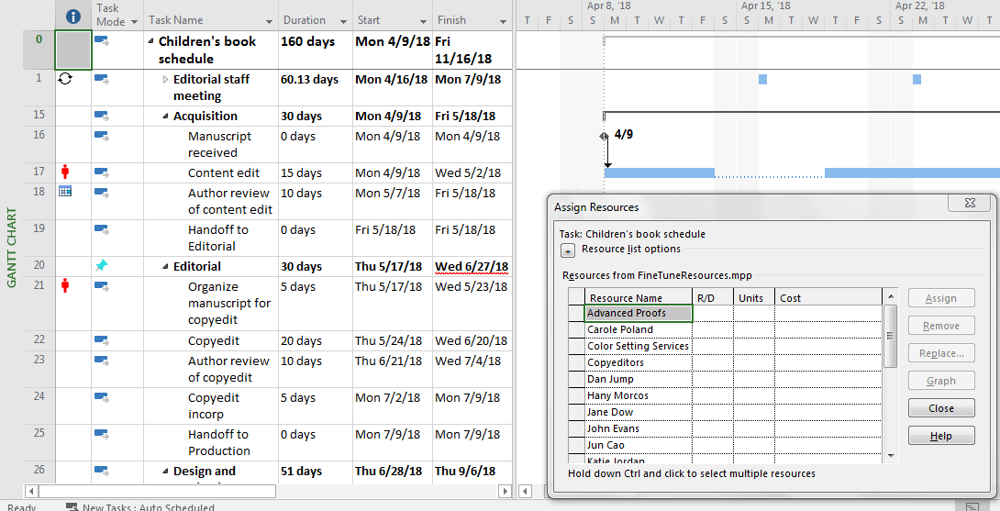 Task Mode Task Name Duration Start Finish
Apr 8, '18 Apr 15, '18 Apr 22, '18
T F S S M T W T F S S M T W T F S S M T W T
GANTT CHART
0 Children's book schedule 160 days Mon 4/9/18 Fri 11/16/18
1 Editorial staff meeting 60.13 days Mon 4/16/18 Mon 7/9/18
15 Acquisition 30 days Mon 4/9/18 Fri 5/18/18
16 Manuscript received 0 days Mon 4/9/18 Mon 4/9/18
4/9
17 Content edit 15 days Mon 4/9/18 Wed 5/2/18
18 Author review of content edit 10 days Mon 5/7/18 Fri 5/18/18
19 Handoff to Editorial 0 days Fri 5/18/18 Fri 5/18/18
20 Editorial 30 days Thu 5/17/18 Wed 6/27/18
21 Organize manuscript for copyedit 5 days Thu 5/17/18 Wed 5/23/18
22 Copyedit 20 days Thu 5/24/18 Wed 6/20/18
23 Author review of copyedit 10 days Thu 6/21/18 Wed 7/4/18
24 Copyedit incorp 5 days Mon 7/2/18 Mon 7/9/18
25 Handoff to Production 0 days Mon 7/9/18 Mon 7/9/18
26 Design and 51 days Thu 6/28/18 Thu 9/6/18
Assign Resources
Task: Children's book schedule
+ Resource list options
Resources from FineTuneResources.mpp
Resource Name R/D Units Cost
Advanced Proofs
Carole Poland
Color Setting Services
Copyeditors
Dan Jump
Hany Morcos
Jane Dow
John Evans
Jun Cao
Katie Jordan
Assign
Remove
Replace...
Graph
Close
Help
Hold down Ctrl and click to select multiple resources
Ready New Tasks : Auto Scheduled